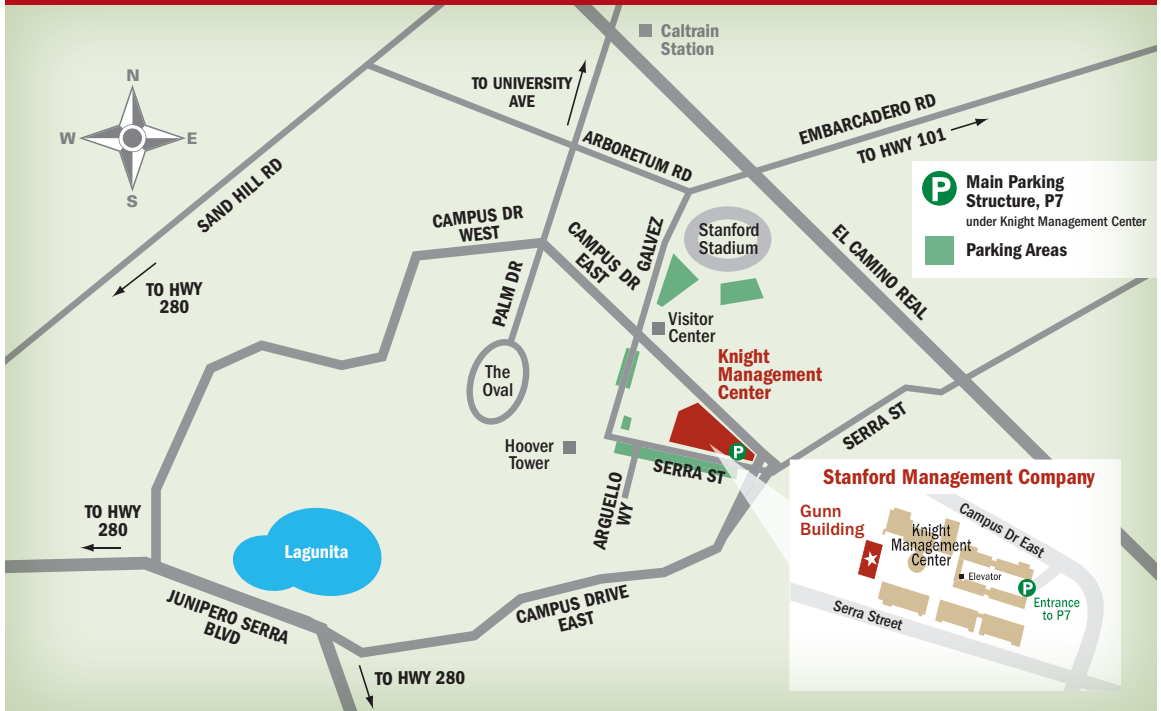 Caltrain
Station
N
W
E
S
TO UNIVERSITY
AVE
EMBARCADERO RD
TO HWY 101
ARBORETUM RD
SAND HILL RD
P
Main Parking
Structure, P7
under Knight Management Center
Parking Areas
CAMPUS DR
WEST
CAMPUS DR
EAST
GALVEZ
Stanford
Stadium
EL CAMINO REAL
TO HWY
280
PALM DR
Visitor
Center
The
Oval
Knight
Management
Center
Hoover
Tower
P
SERRA ST
SERRA ST
ARGUELLO
WY
TO HWY
280
Lagunita
JUNIPERO SERRA
BLVD
CAMPUS DRIVE
EAST
TO HWY 280
Stanford Management Company
Gunn
Building
Knight
Management
Center
Campus Dr East
Elevator
P
Entrance
to P7
Serra Street